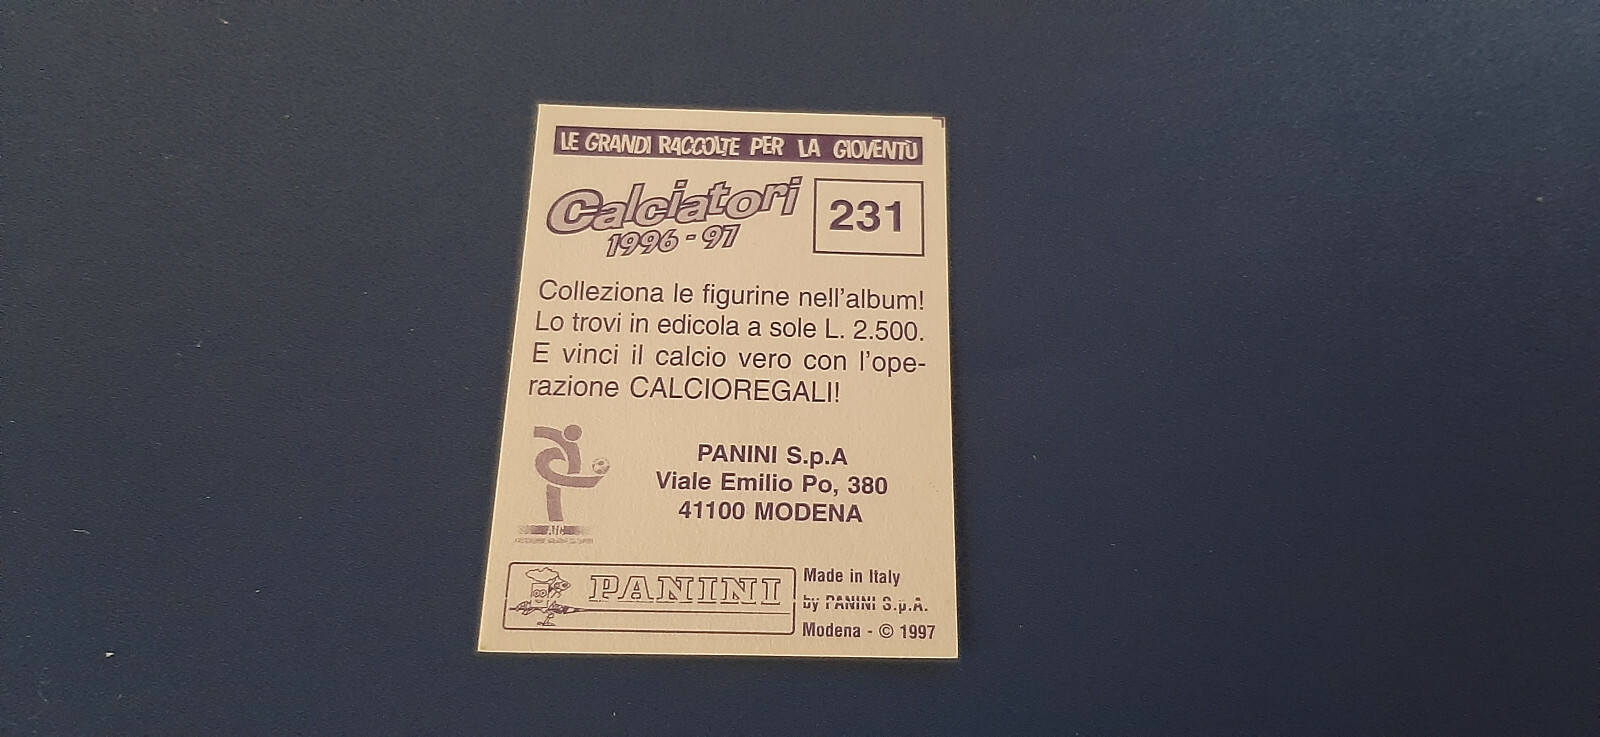 LE GRANDI RACCOLTE PER LA GIOVENTÙ
Calciatori
1996-97
231
Colleziona le figurine nell'album!
Lo trovi in edicola a sole L. 2.500.
E vinci il calcio vero con l'ope-
razione CALCIOREGALI!
PANINI S.p.A
Viale Emilio Po, 380
41100 MODENA
PANINI
Made in Italy
by PANINI S.p.A.
Modena - © 1997